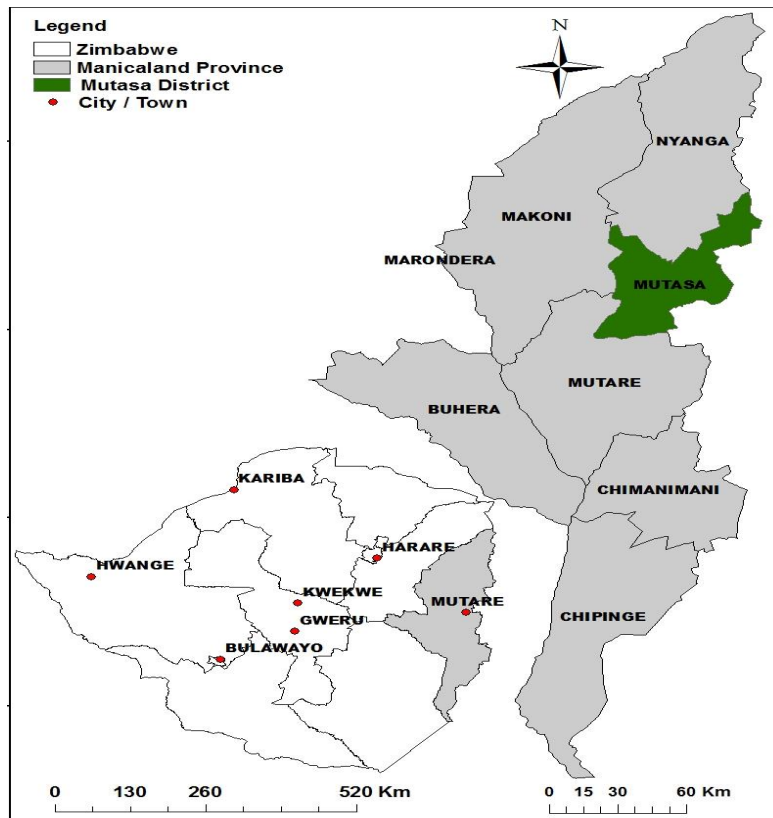 Legend
Zimbabwe
Manicaland Province
Mutasa District
City / Town
N
NYANGA
MAKONI
MARONDERA
MUTASA
MUTARE
BUHERA
CHIMANIMANI
KARIBA
HARARE
HWANGE
KWEKWE
MUTARE
GWERU
CHIPINGE
BULAWAYO
0 130 260 520 Km
0 15 30 60 Km